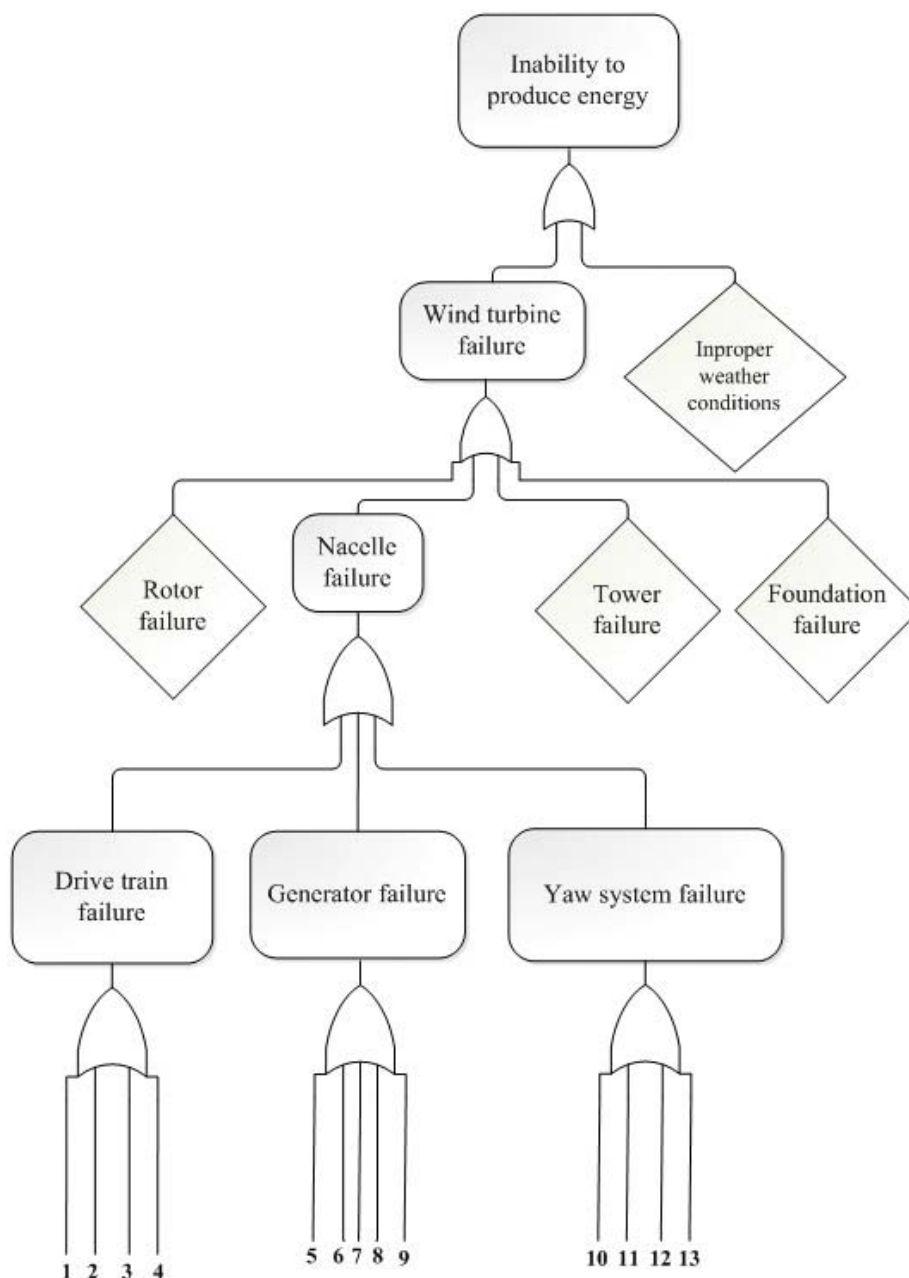 Inability to
produce energy
Wind turbine
failure
Inproper
weather
conditions
Rotor
failure
Nacelle
failure
Tower
failure
Foundation
failure
Drive train
failure
Generator failure
Yaw system failure
1 2 3 4
5 6 7 8 9
10 11 12 13